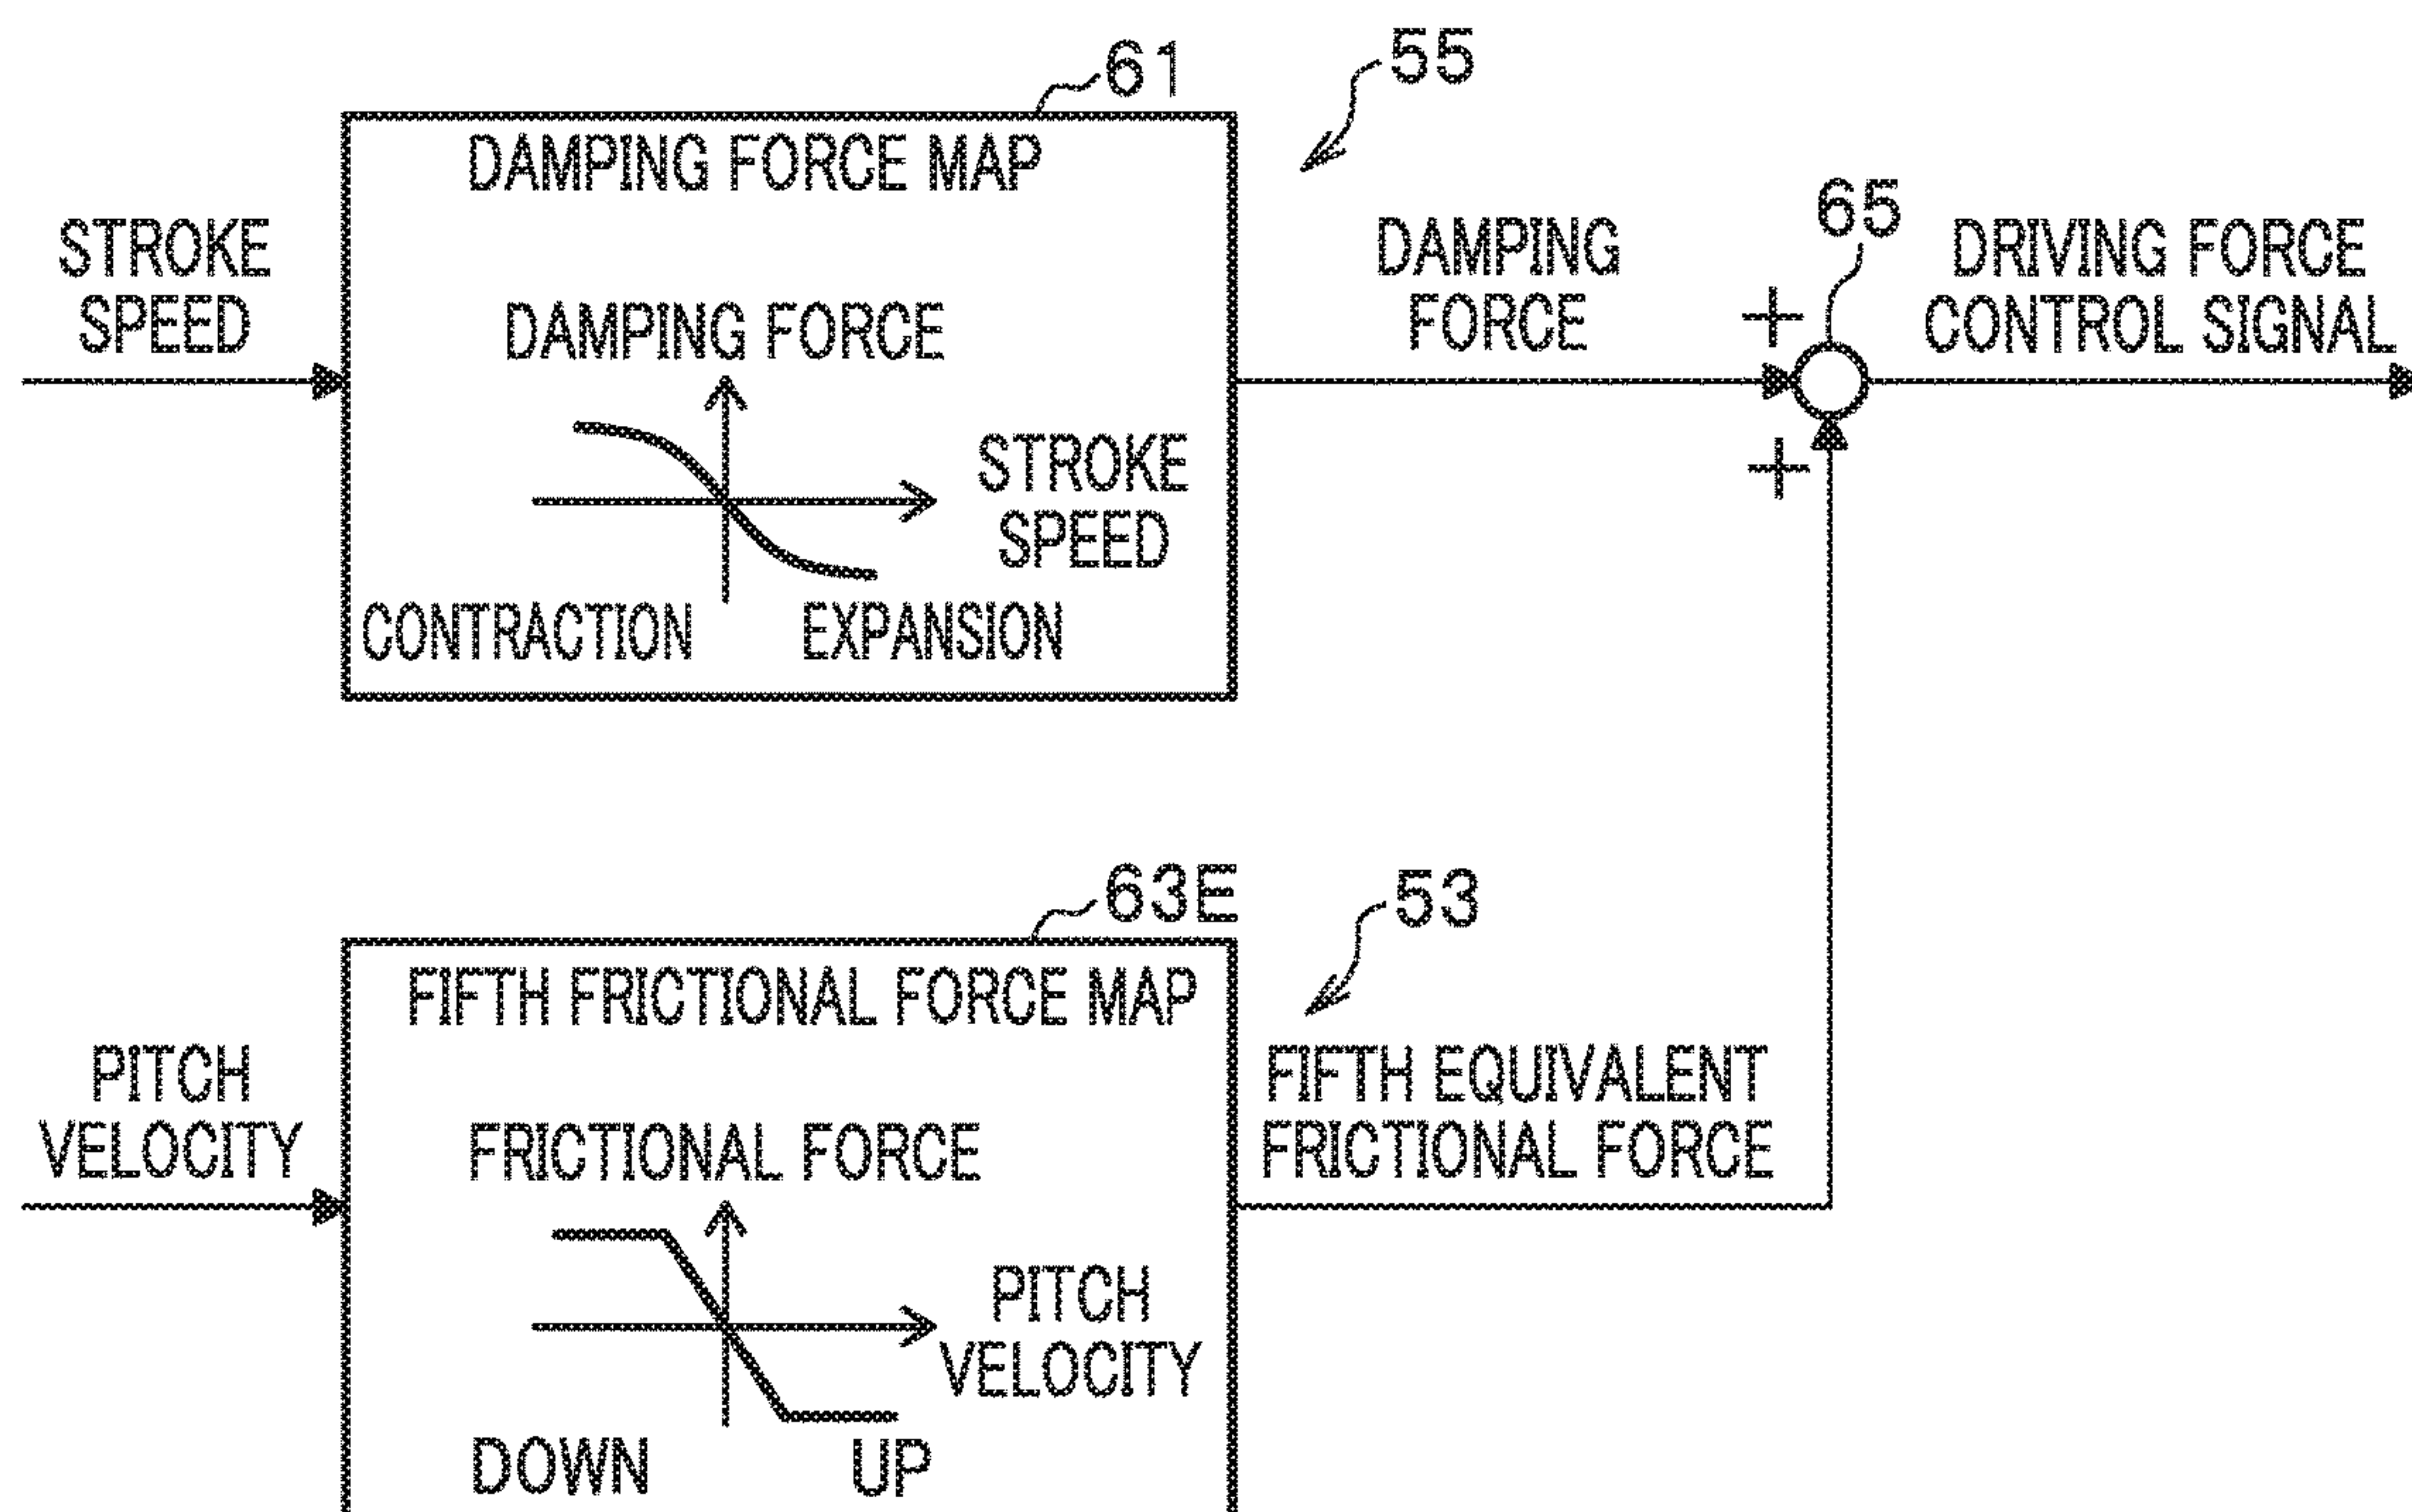 61
55
DAMPING FORCE MAP
STROKE
SPEED
DAMPING FORCE
STROKE
SPEED
CONTRACTION
EXPANSION
DAMPING
FORCE
65
+
+
DRIVING FORCE
CONTROL SIGNAL
63E
53
FIFTH FRICTIONAL FORCE MAP
PITCH
VELOCITY
FRICTIONAL FORCE
PITCH
VELOCITY
DOWN
UP
FIFTH EQUIVALENT
FRICTIONAL FORCE